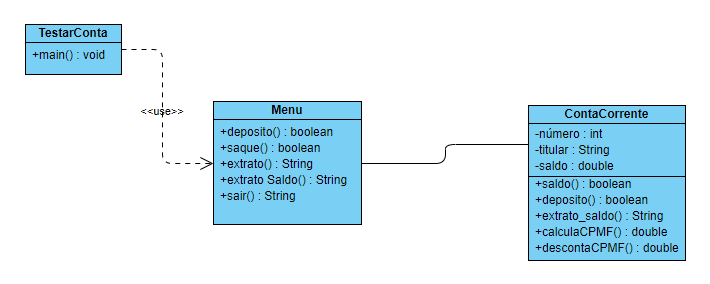 TestarConta
+main() : void
<<use>>
Menu
+deposito() : boolean
+saque() : boolean
+extrato() : String
+extrato Saldo() : String
+sair() : String
ContaCorrente
-número : int
-titular : String
-saldo : double
+saldo() : boolean
+deposito() : boolean
+extrato_saldo() : String
+calculaCPMF() : double
+descontaCPMF() : double